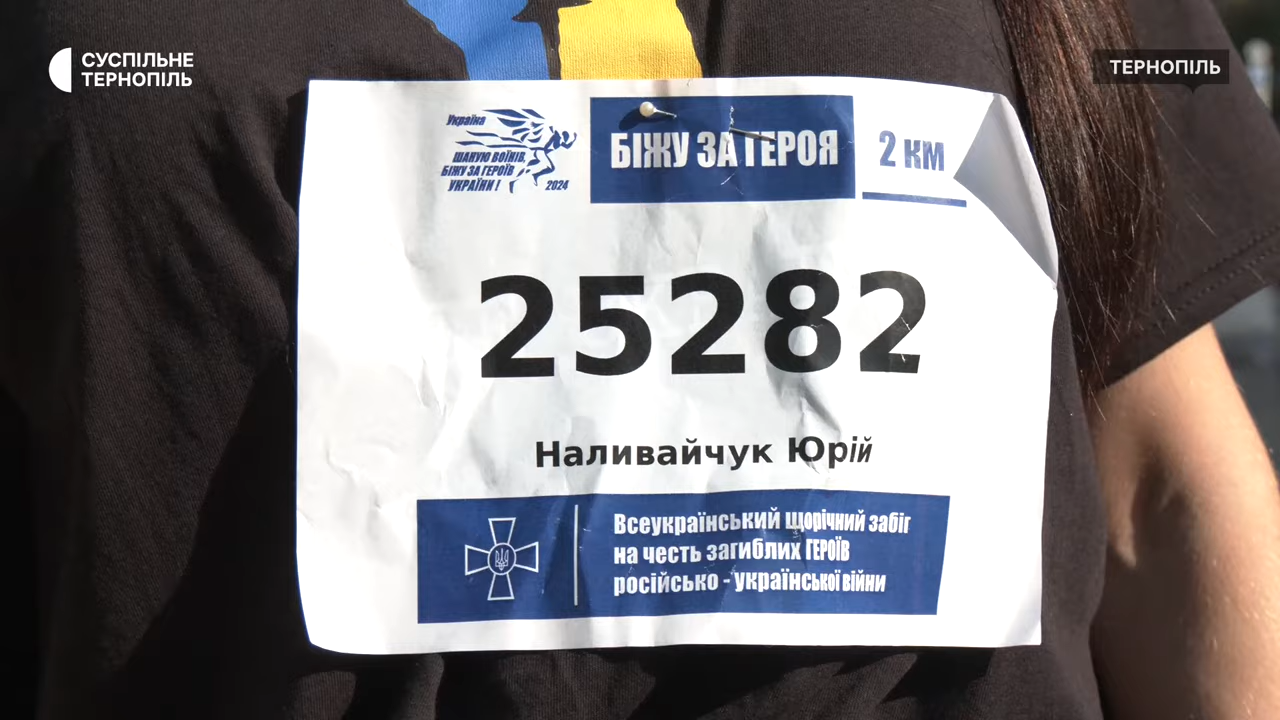 СУСПІЛЬНЕ
ТЕРНОПІЛЬ
ТЕРНОПІЛЬ
Україна
ШАНУЮ ВОЇНІВ,
БІЖУ ЗА ГЕРОЇВ
УКРАЇНИ !
2024
БІЖУ ЗА ГЕРОЯ
2 КМ
25282
Наливайчук Юрій
Всеукраїнський щорічний забіг
на честь загиблих ГЕРОЇВ
російсько - української війни